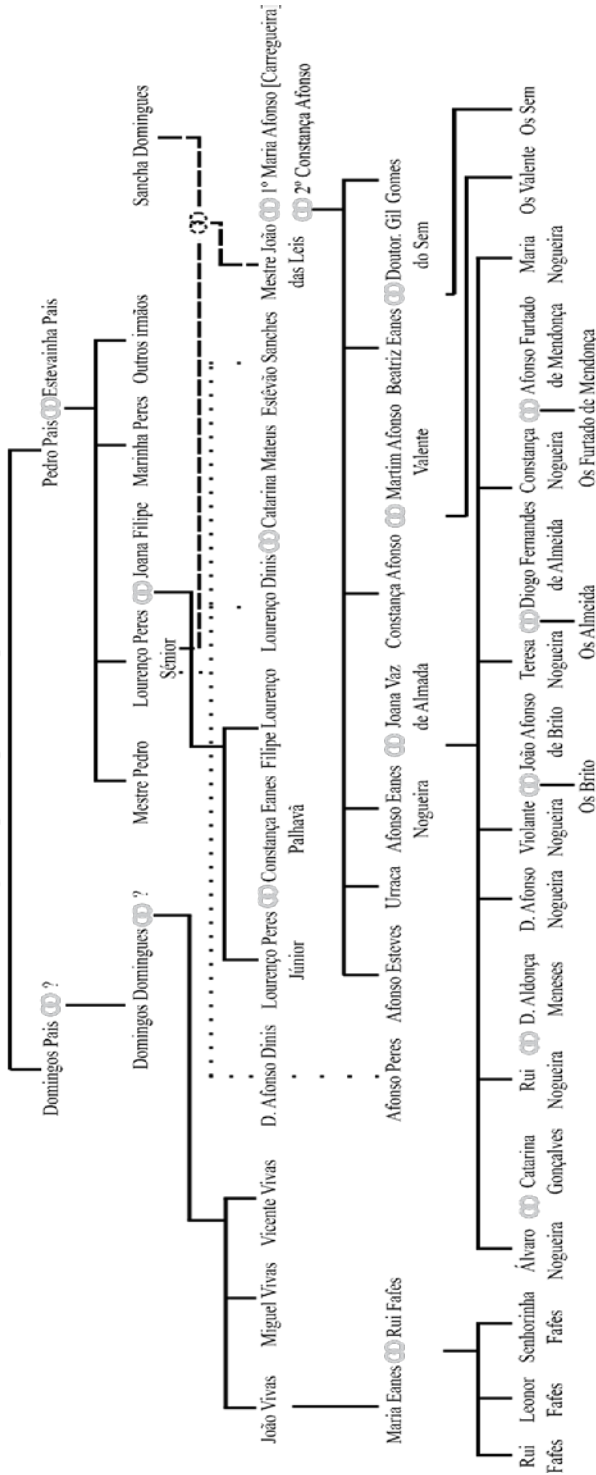 Domingos Pais ?
Pedro Pais Estevainha Pais
Domingos Domingues ?
Mestre Pedro
Lourenço Peres Joana Filipe
Sénior
Marinha Peres
Outros irmãos
Sancha Domingues
João Vivas
Miguel Vivas
Vicente Vivas
D. Afonso Dinis
Lourenço Peres Constança Eanes
Júnior Palhavã
Filipe Lourenço
Lourenço Dinis Catarina Mateus
Estêvão Sanches
Mestre João 1º Maria Afonso [Carregueira]
das Leis 2º Constança Afonso
Maria Eanes Rui Fafes
Afonso Peres
Afonso Esteves
Urraca
Afonso Eanes Joana Vaz
Nogueira de Almada
Constança Afonso Martim Afonso
Valente
Beatriz Eanes Doutor. Gil Gomes
do Sem
Rui
Fafes
Leonor
Fafes
Senhorinha
Fafes
Álvaro Catarina
Nogueira Gonçalves
Rui D. Aldonça
Nogueira Meneses
D. Afonso
Nogueira
Violante João Afonso
Nogueira de Brito
Os Brito
Teresa Diogo Fernandes
Nogueira de Almeida
Os Almeida
Constança Afonso Furtado
Nogueira de Mendonça
Os Furtado de Mendonça
Maria
Nogueira
Os Valente
Os Sem